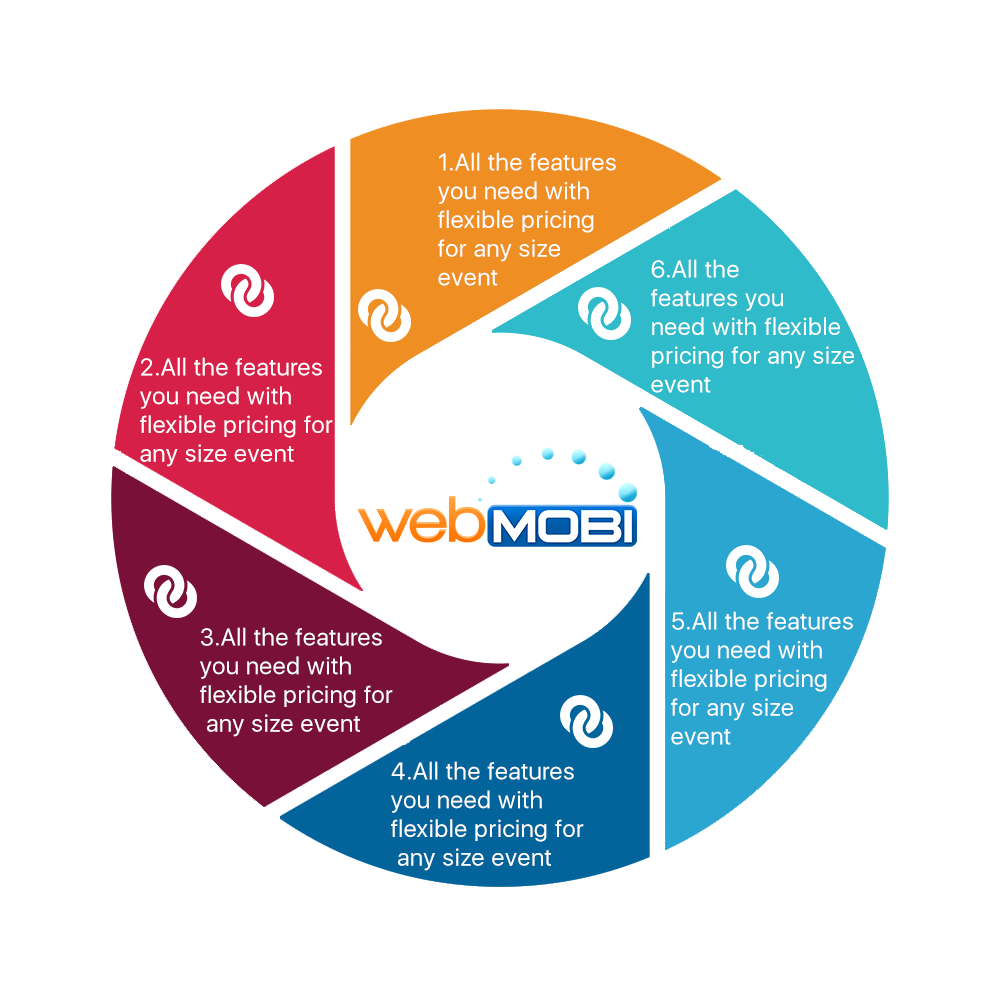 1.All the features
you need with
flexible pricing
for any size
event
2.All the features
you need with
flexible pricing for
any size event
3.All the features
you need with
flexible pricing for
any size event
4.All the features
you need with
flexible pricing for
any size event
5.All the features
you need with
flexible pricing
for any size
event
6.All the
features you
need with flexible
pricing for any size
event
webMOBI